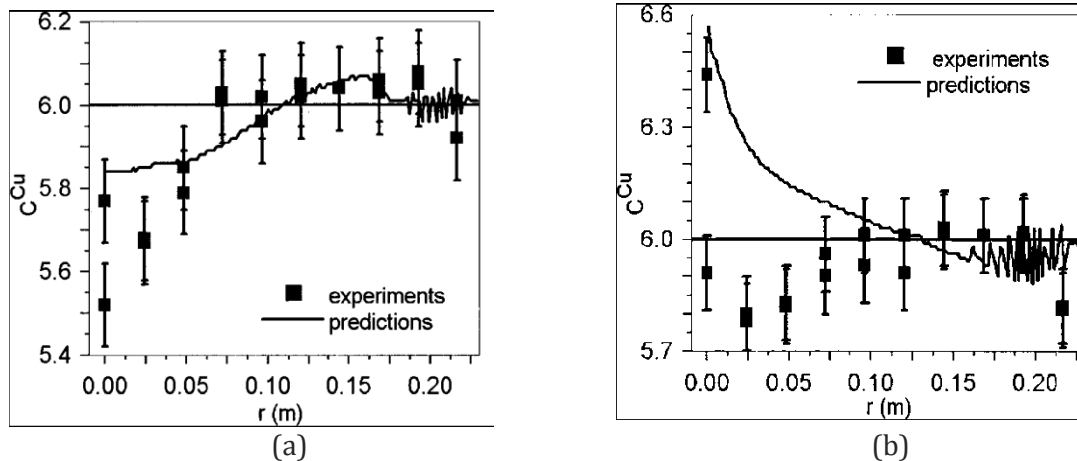 6.2
6.0
5.8
5.6
5.4
C^Cu
experiments
predictions
0.00 0.05 0.10 0.15 0.20
r (m)
(a)
6.6
6.3
6.0
5.7
C^Cu
experiments
predictions
0.00 0.05 0.10 0.15 0.20
r (m)
(b)